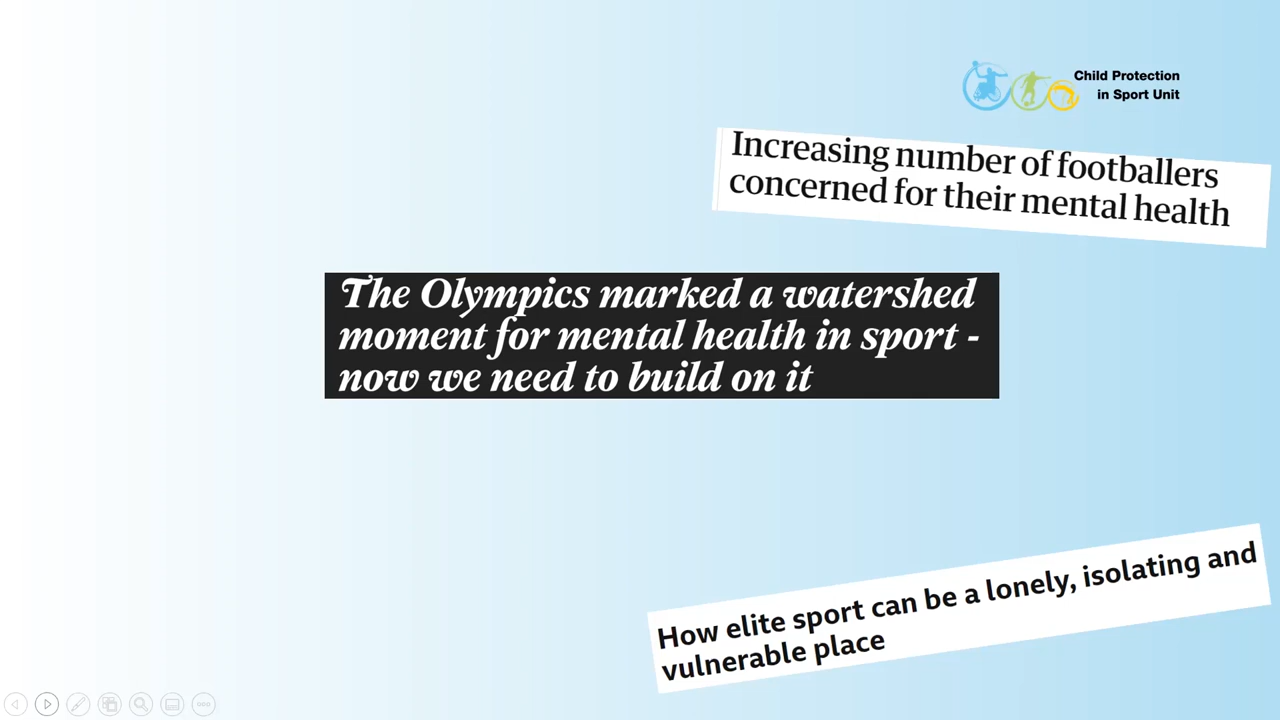 Child Protection
in Sport Unit
Increasing number of footballers
concerned for their mental health
The Olympics marked a watershed
moment for mental health in sport -
now we need to build on it
How elite sport can be a lonely, isolating and
vulnerable place